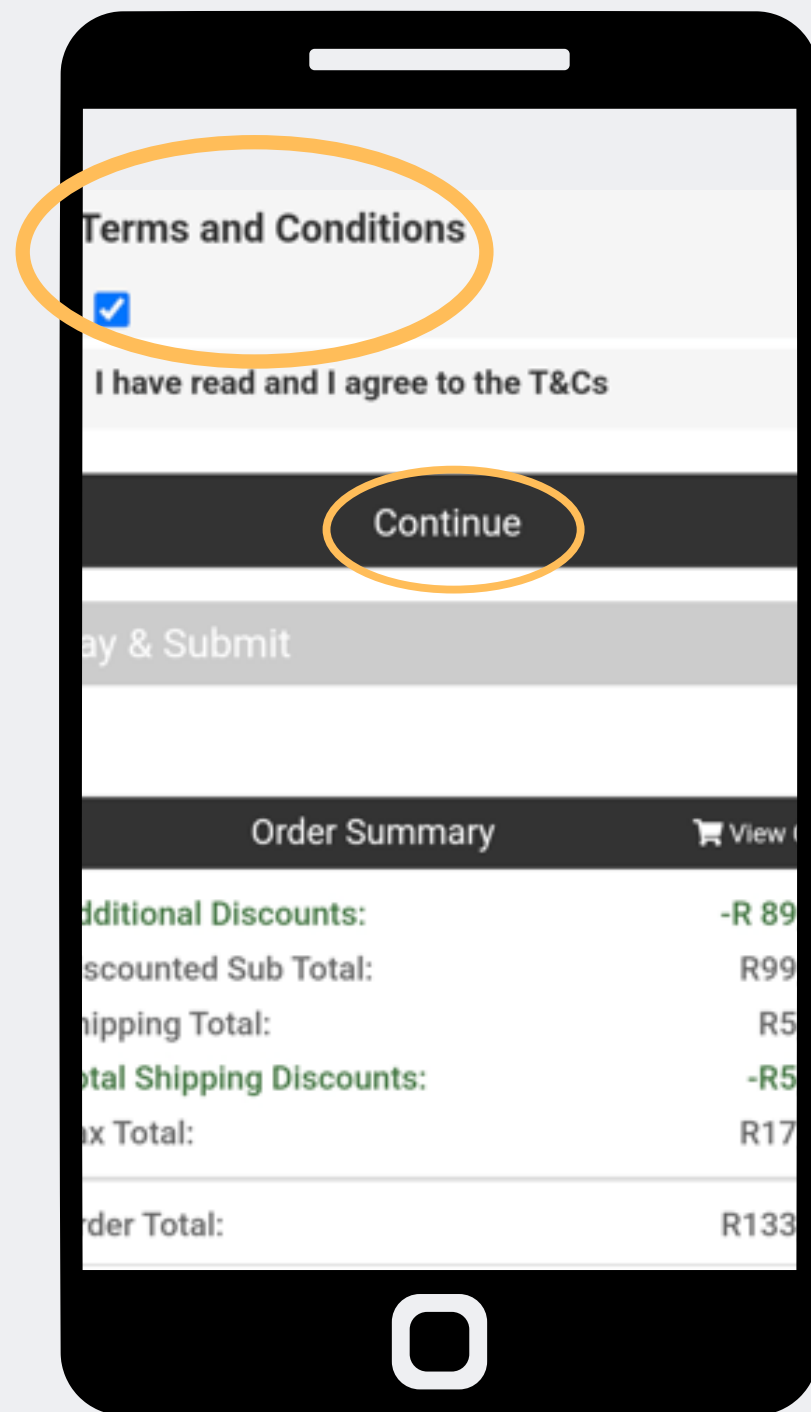 Terms and Conditions
I have read and I agree to the T&Cs
Continue
ay & Submit
Order Summary View
dditional Discounts: -R 89
scounted Sub Total: R99
hipping Total: R5
otal Shipping Discounts: -R5
ax Total: R17
rder Total: R133